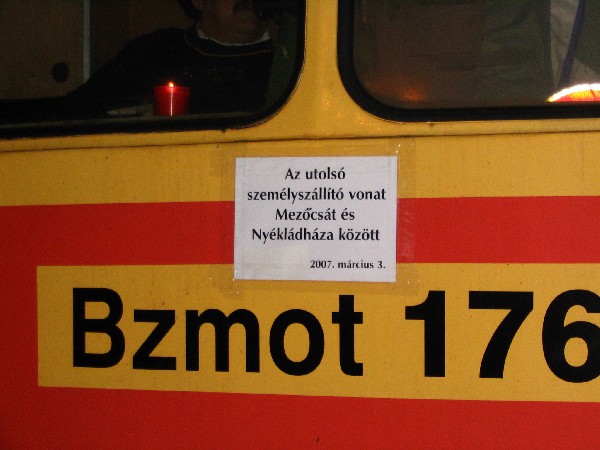 Az utolsó
személyszállító vonat
Mezőcsát és
Nyékládháza között
2007. március 3.
Bzmot 176